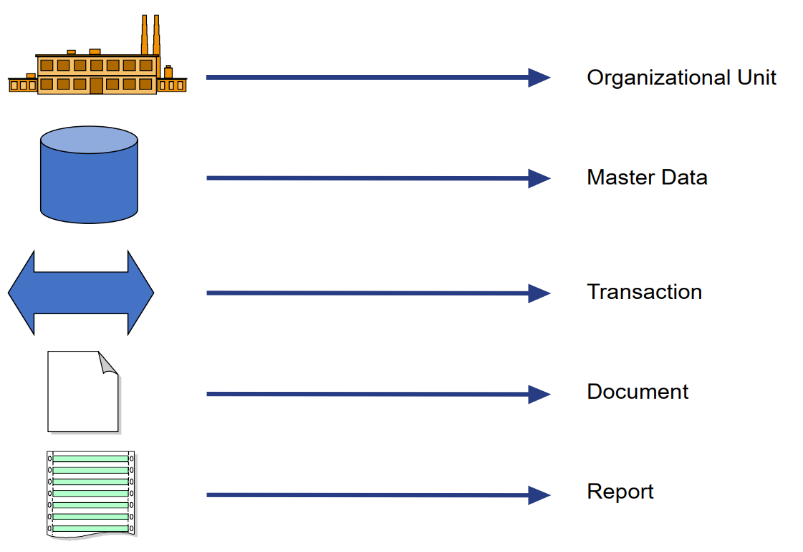 Organizational Unit
Master Data
Transaction
Document
Report